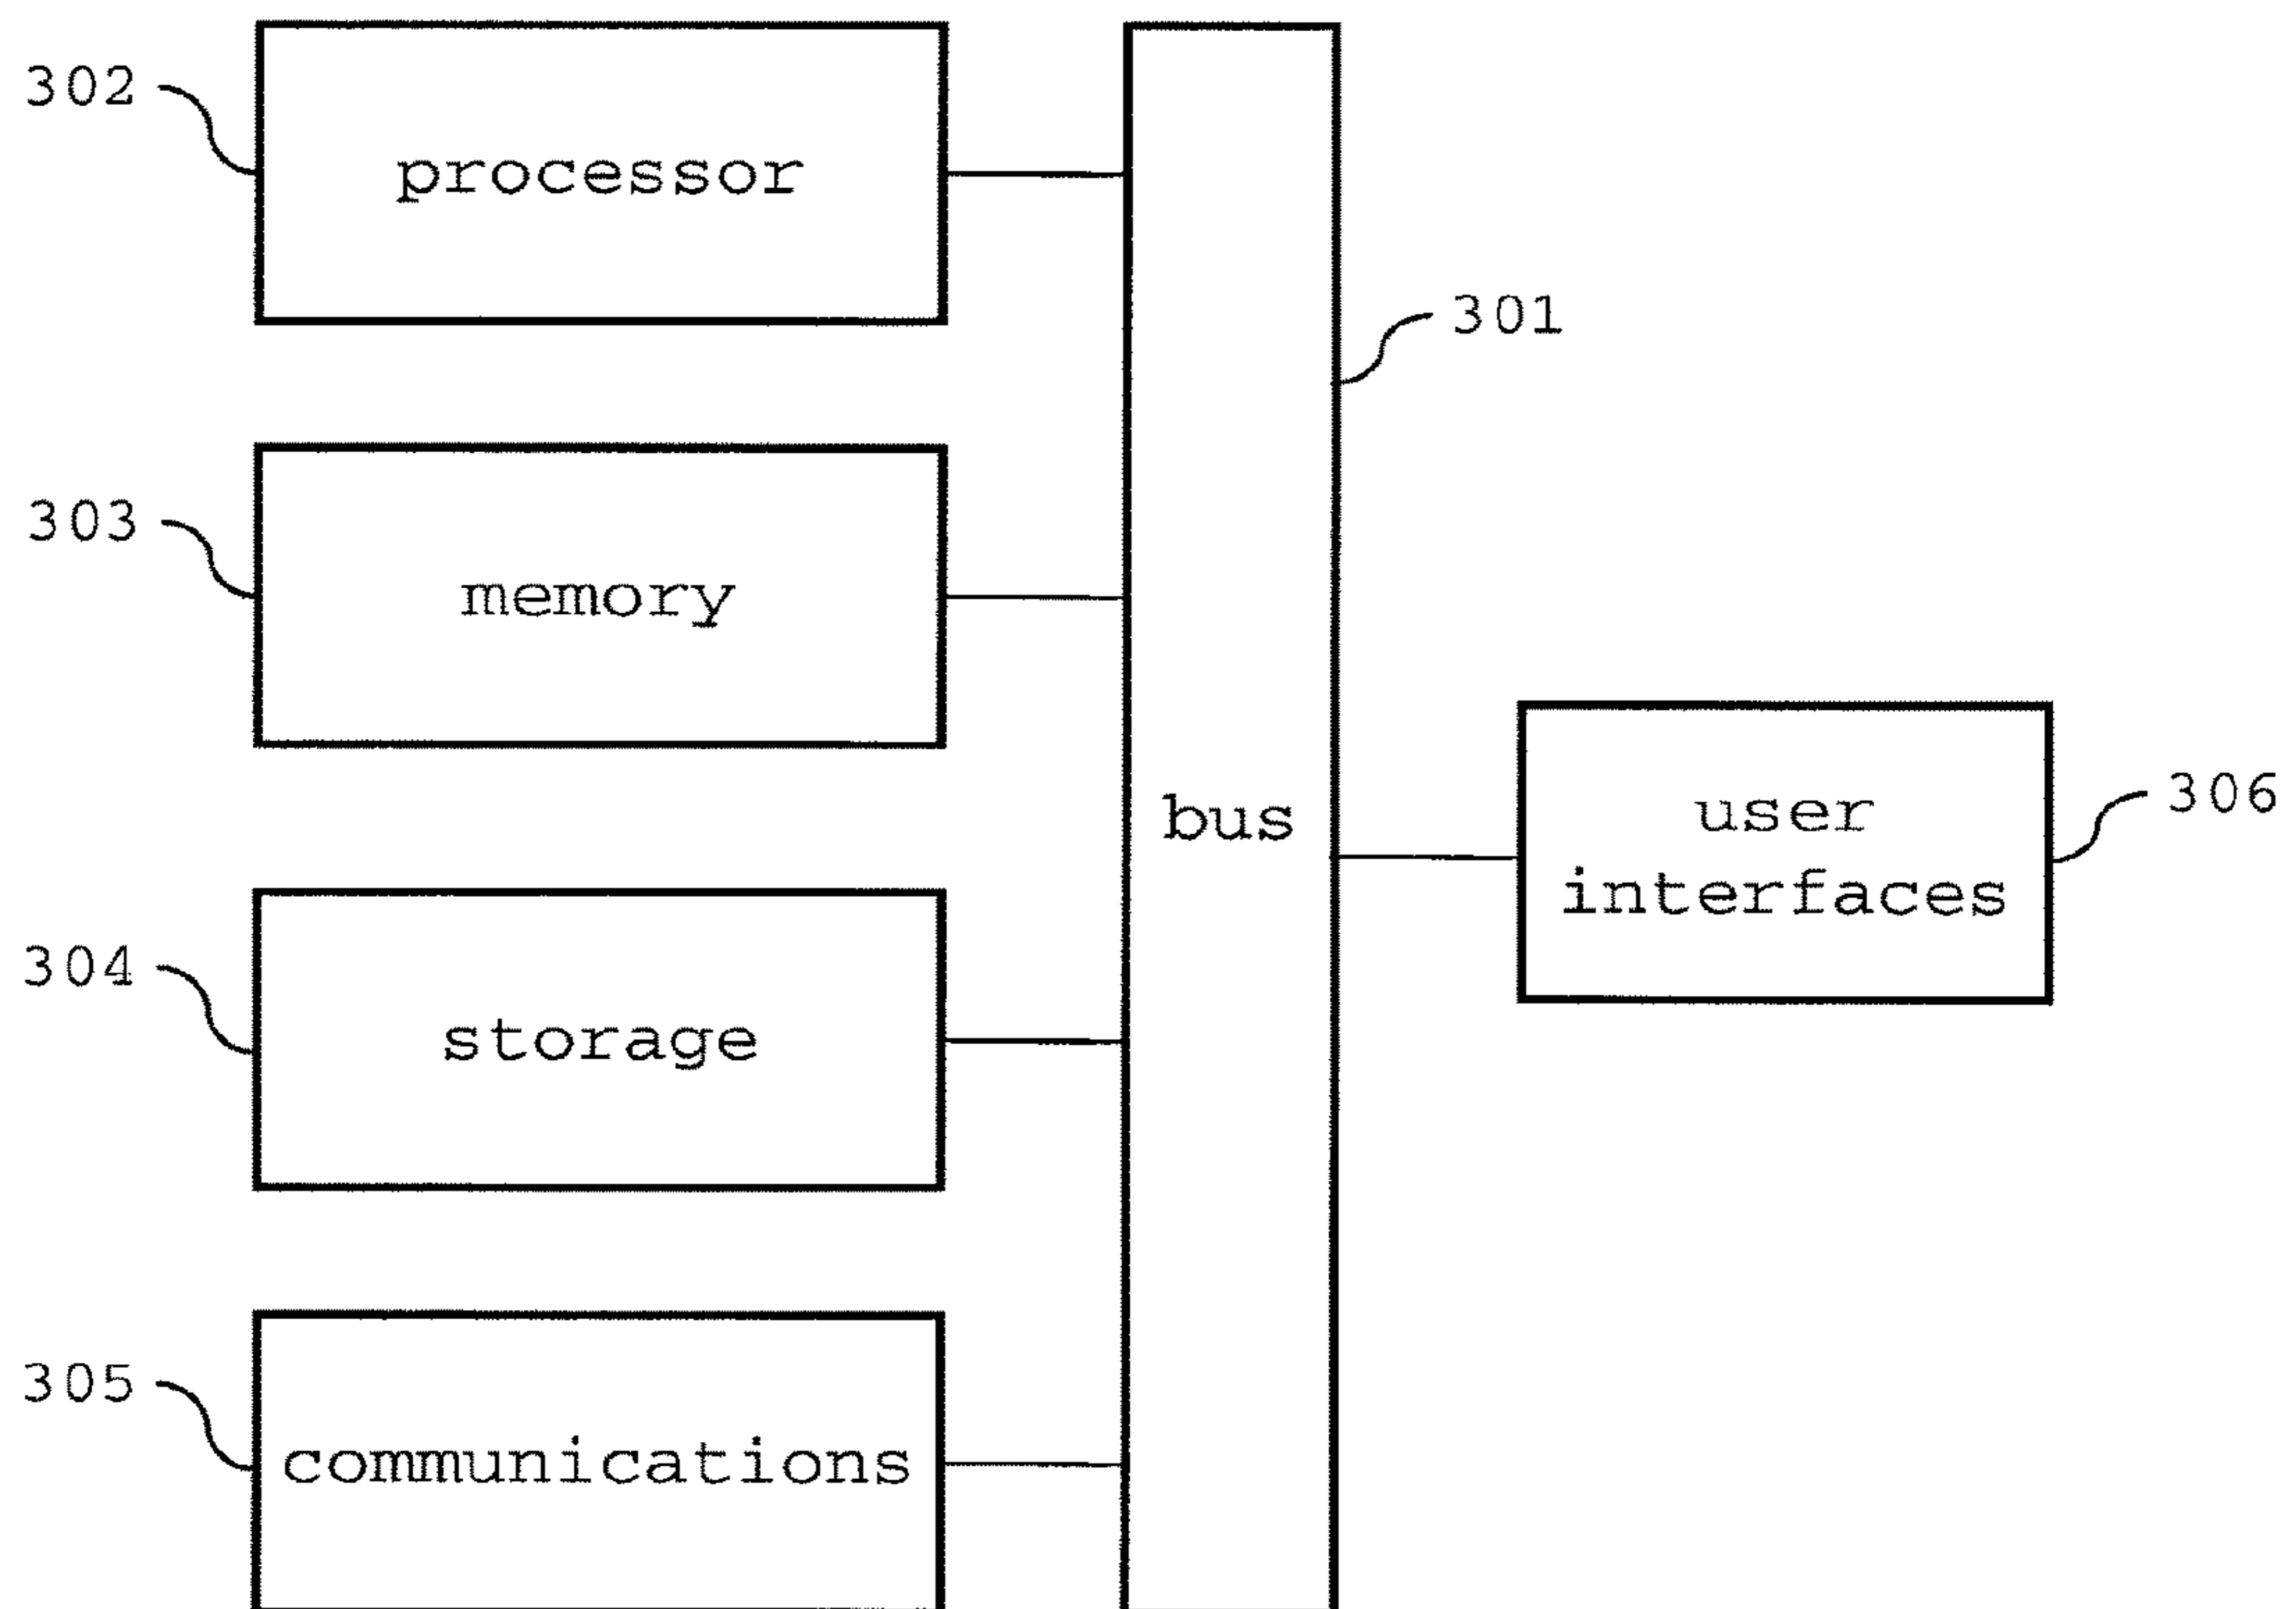 302
processor
301
303
memory
bus
user
interfaces
306
304
storage
305
communications